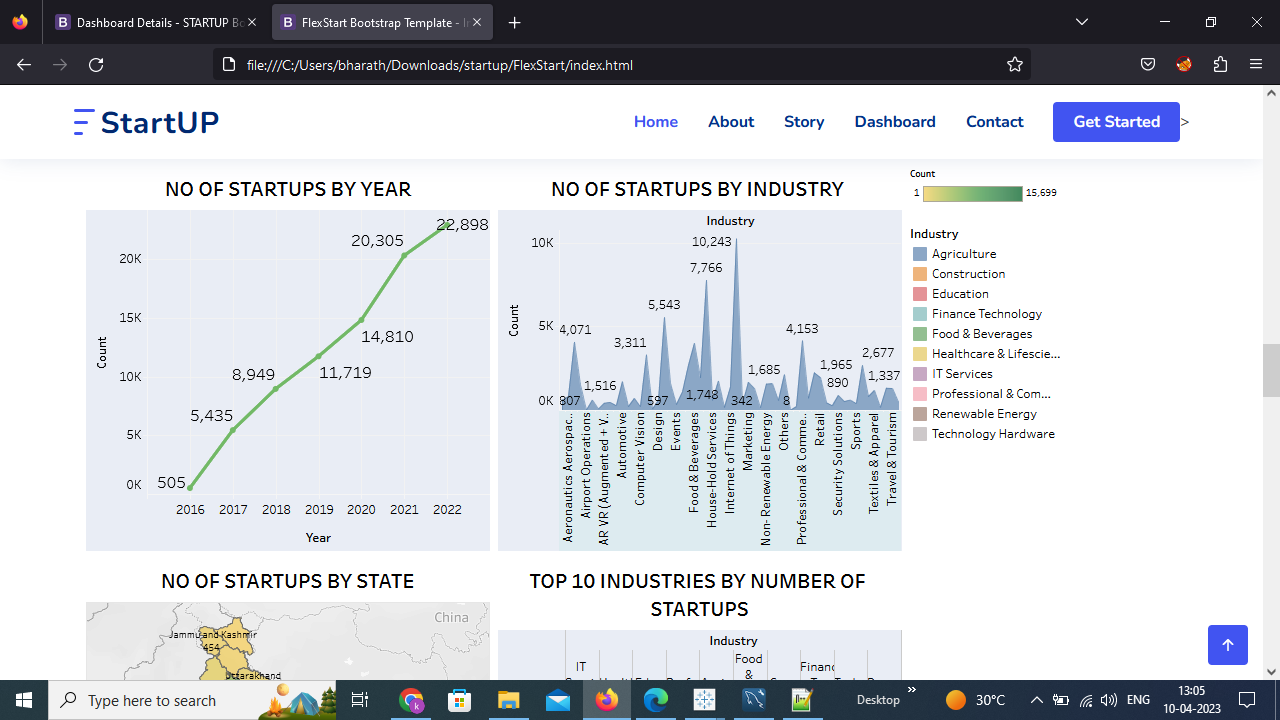 Dashboard Details - STARTUP Bo
FlexStart Bootstrap Template - In
file:///C:/Users/bharath/Downloads/startup/FlexStart/index.html
StartUP
Home About Story Dashboard Contact Get Started >
NO OF STARTUPS BY YEAR
Count
20K
15K
10K
5K
0K
505
5,435
8,949
11,719
14,810
20,305
22,898
2016 2017 2018 2019 2020 2021 2022
Year
NO OF STARTUPS BY INDUSTRY
Industry
Count
10K
5K
0K
10,243
7,766
5,543
4,071
3,311
4,153
2,677
1,965
1,685
1,516
1,748
890
1,337
807
597
342
8
Aeronautics Aerospac..
Airport Operations
AR VR (Augmented + V..
Automotive
Computer Vision
Design
Events
Food & Beverages
House-Hold Services
Internet of Things
Marketing
Non- Renewable Energy
Others
Professional & Comme..
Retail
Security Solutions
Sports
Textiles & Apparel
Travel & Tourism
Count
1 15,699
Industry
Agriculture
Construction
Education
Finance Technology
Food & Beverages
Healthcare & Lifescie...
IT Services
Professional & Com...
Renewable Energy
Technology Hardware
NO OF STARTUPS BY STATE
China
Jammu and Kashmir
454
Uttarakhand
TOP 10 INDUSTRIES BY NUMBER OF
STARTUPS
Industry
IT
Food
&
Financ
Type here to search
Desktop
30°C
ENG
13:05
10-04-2023